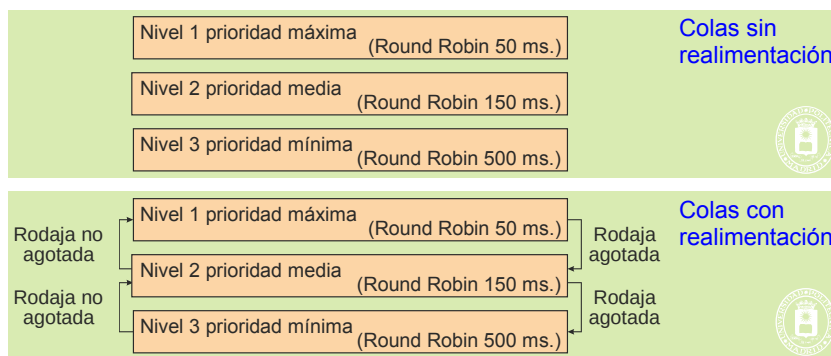 Nivel 1 prioridad máxima
(Round Robin 50 ms.)
Nivel 2 prioridad media
(Round Robin 150 ms.)
Nivel 3 prioridad mínima
(Round Robin 500 ms.)
Colas sin
realimentación
Nivel 1 prioridad máxima
(Round Robin 50 ms.)
Nivel 2 prioridad media
(Round Robin 150 ms.)
Nivel 3 prioridad mínima
(Round Robin 500 ms.)
Rodaja no
agotada
Rodaja no
agotada
Rodaja
agotada
Rodaja
agotada
Colas con
realimentación